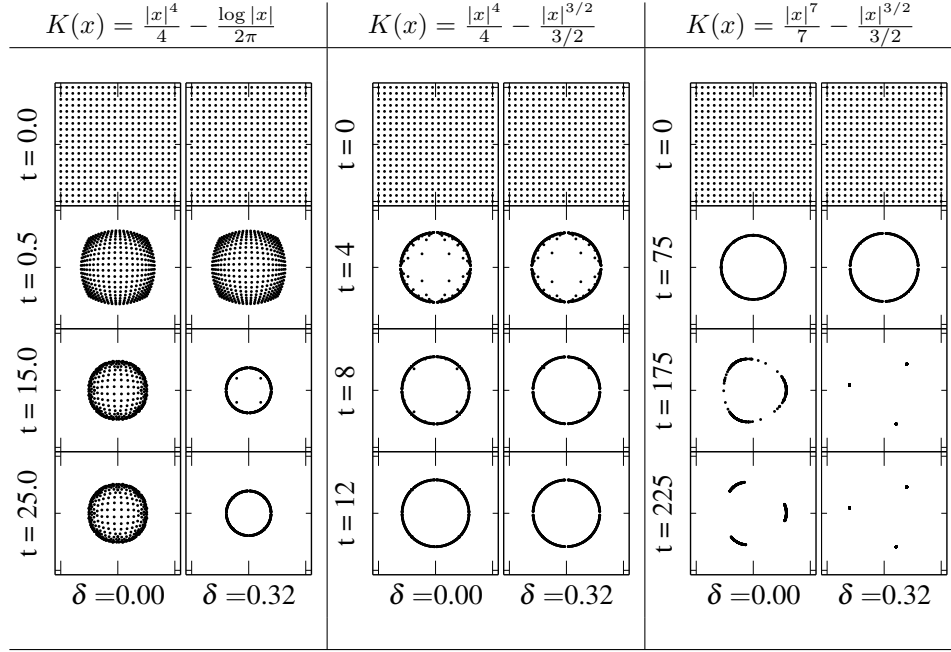 K(x) = |x|^4/4 − log|x|/2π
K(x) = |x|^4/4 − |x|^{3/2}/3/2
K(x) = |x|^7/7 − |x|^{3/2}/3/2
t = 0.0
t = 0.5
t = 15.0
t = 25.0
δ =0.00
δ =0.32
t = 0
t = 4
t = 8
t = 12
δ =0.00
δ =0.32
t = 0
t = 75
t = 175
t = 225
δ =0.00
δ =0.32